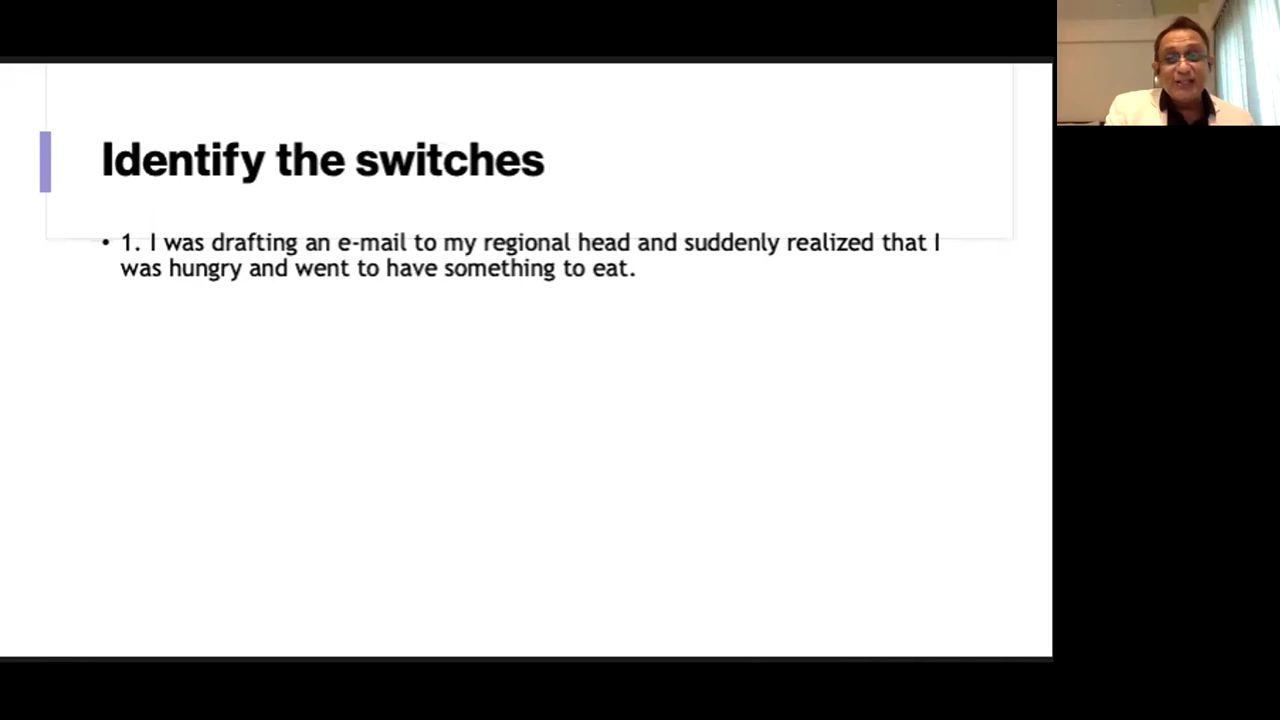 Identify the switches
• 1. I was drafting an e-mail to my regional head and suddenly realized that I
was hungry and went to have something to eat.